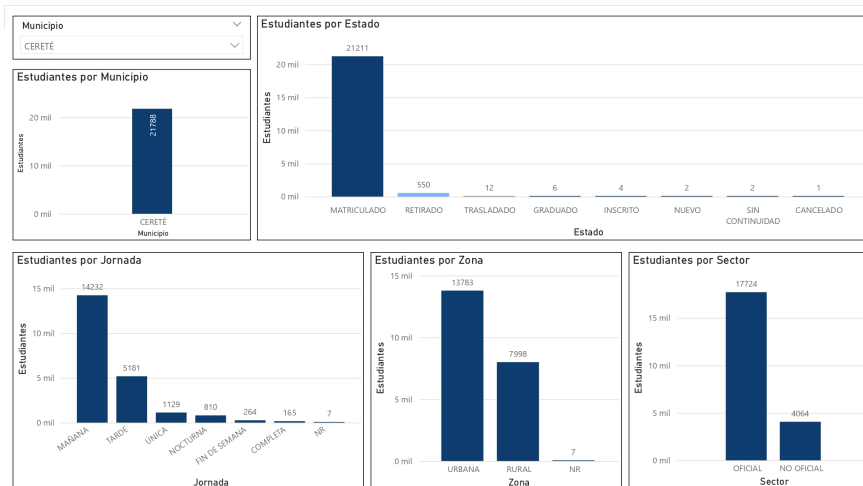 Municipio
CERETÉ
Estudiantes por Municipio
Estudiantes
20 mil
10 mil
0 mil
21788
CERETÉ
Municipio
Estudiantes por Estado
Estudiantes
20 mil
15 mil
10 mil
5 mil
0 mil
21211
550
12
6
4
2
2
1
MATRICULADO
RETIRADO
TRASLADADO
GRADUADO
INSCRITO
NUEVO
SIN
CONTINUIDAD
CANCELADO
Estado
Estudiantes por Jornada
Estudiantes
15 mil
10 mil
5 mil
0 mil
14232
5181
1129
810
264
165
7
MAÑANA
TARDE
ÚNICA
NOCTURNA
FIN DE SEMANA
COMPLETA
NR
Jornada
Estudiantes por Zona
Estudiantes
15 mil
10 mil
5 mil
0 mil
13783
7998
7
URBANA
RURAL
NR
Zona
Estudiantes por Sector
Estudiantes
15 mil
10 mil
5 mil
0 mil
17724
4064
OFICIAL
NO OFICIAL
Sector